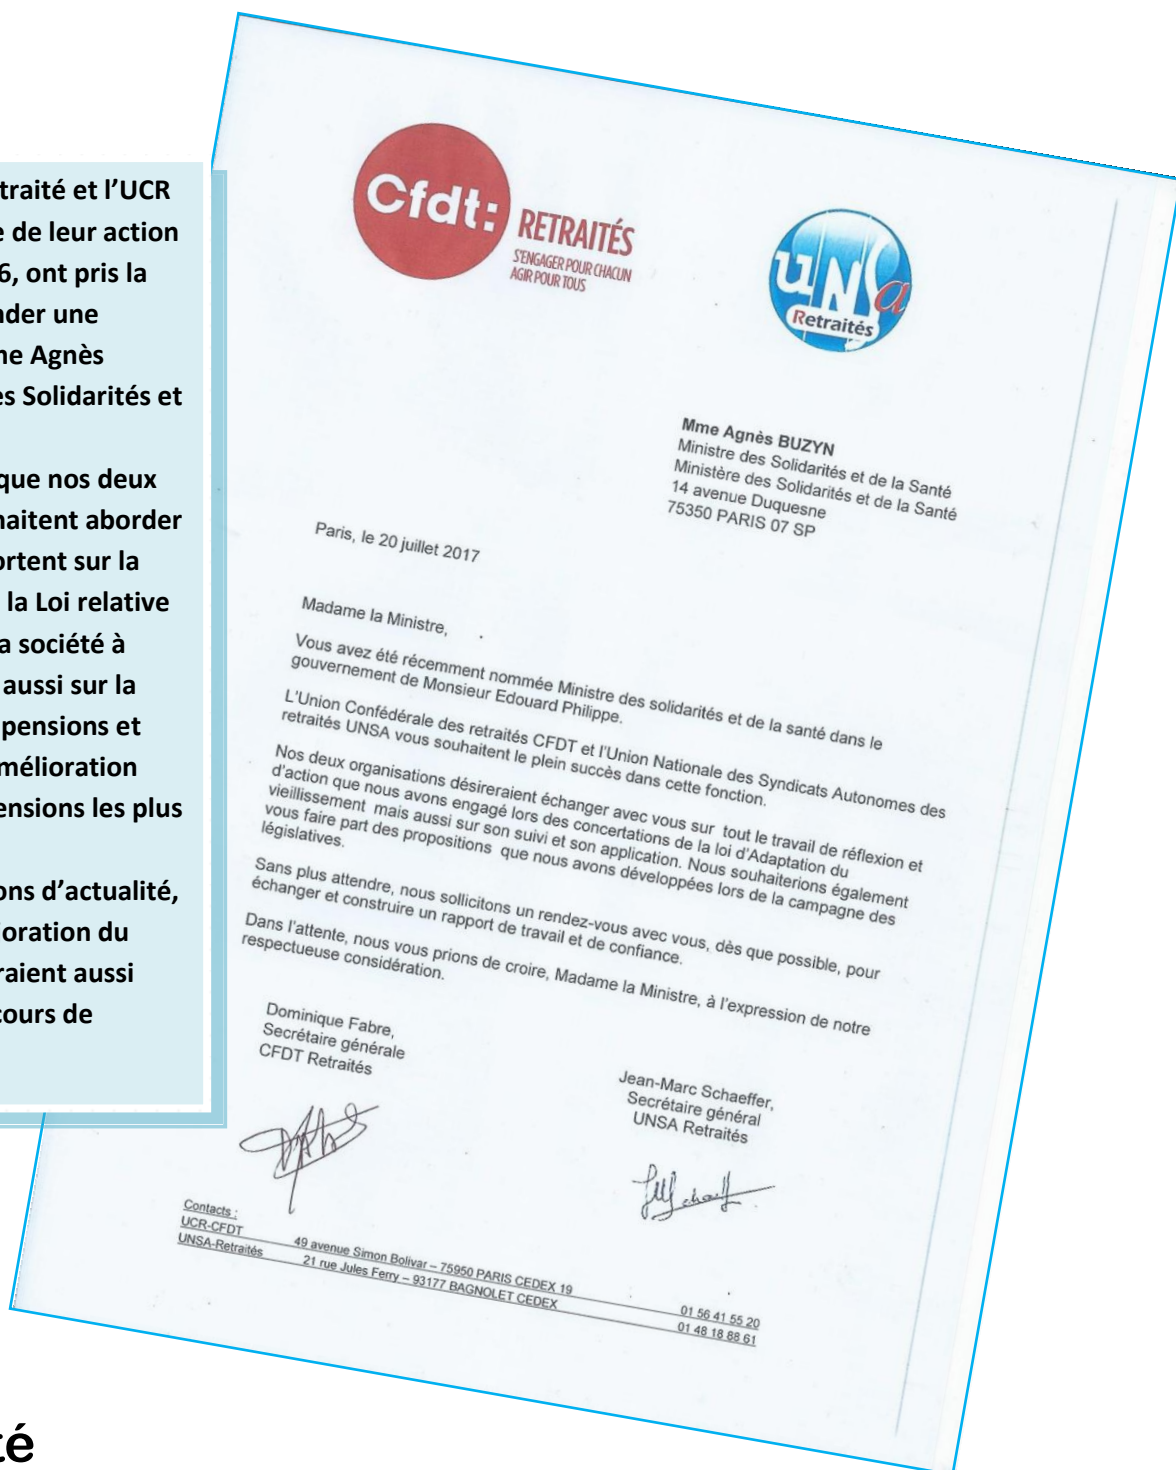 traité et l’UCR
e de leur action
6, ont pris la
nder une
ne Agnès
es Solidarités et
que nos deux
haitent aborder
ortent sur la
la Loi relative
a société à
aussi sur la
pensions et
mélioration
ensions les plus
ons d’actualité,
ioration du
raient aussi
cours de
Cfdt:
RETRAITÉS
S'ENGAGER POUR CHACUN
AGIR POUR TOUS
UNSa
Retraités
Mme Agnès BUZYN
Ministre des Solidarités et de la Santé
Ministère des Solidarités et de la Santé
14 avenue Duquesne
75350 PARIS 07 SP
Paris, le 20 juillet 2017
Madame la Ministre,
Vous avez été récemment nommée Ministre des solidarités et de la santé dans le
gouvernement de Monsieur Edouard Philippe.
L'Union Confédérale des retraités CFDT et l'Union Nationale des Syndicats Autonomes des
retraités UNSA vous souhaitent le plein succès dans cette fonction.
Nos deux organisations désireraient échanger avec vous sur tout le travail de réflexion et
d'action que nous avons engagé lors des concertations de la loi d'Adaptation du
vieillissement mais aussi sur son suivi et son application. Nous souhaiterions également
vous faire part des propositions que nous avons développées lors de la campagne des
législatives.
Sans plus attendre, nous sollicitons un rendez-vous avec vous, dès que possible, pour
échanger et construire un rapport de travail et de confiance.
Dans l'attente, nous vous prions de croire, Madame la Ministre, à l'expression de notre
respectueuse considération.
Dominique Fabre,
Secrétaire générale
CFDT Retraités
Jean-Marc Schaeffer,
Secrétaire général
UNSA Retraités
Contacts :
UCR-CFDT 49 avenue Simon Bolivar – 75950 PARIS CEDEX 19 01 56 41 55 20
UNSA-Retraités 21 rue Jules Ferry – 93177 BAGNOLET CEDEX 01 48 18 88 61
té